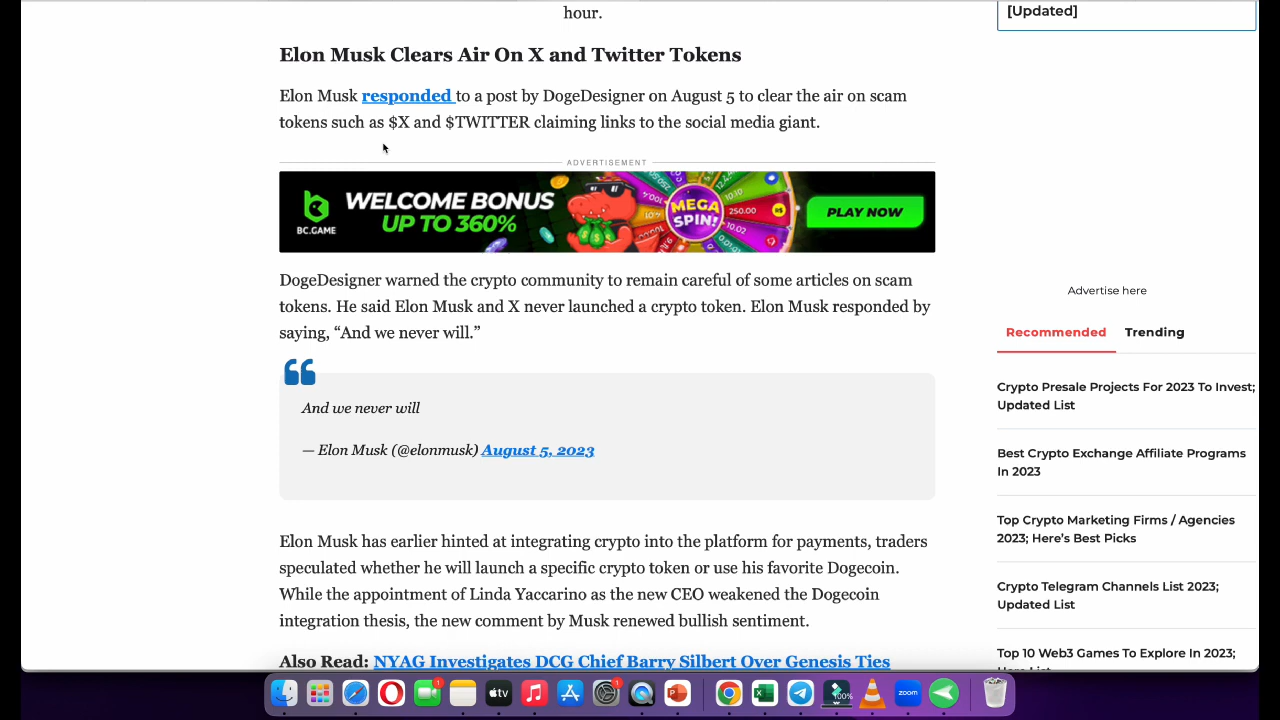 hour.
[Updated]
Elon Musk Clears Air On X and Twitter Tokens
Elon Musk responded to a post by DogeDesigner on August 5 to clear the air on scam
tokens such as $X and $TWITTER claiming links to the social media giant.
ADVERTISEMENT
BC.GAME
WELCOME BONUS
UP TO 360%
MEGA
SPIN!
250.00
PLAY NOW
DogeDesigner warned the crypto community to remain careful of some articles on scam
tokens. He said Elon Musk and X never launched a crypto token. Elon Musk responded by
saying, “And we never will.”
And we never will
— Elon Musk (@elonmusk) August 5, 2023
Elon Musk has earlier hinted at integrating crypto into the platform for payments, traders
speculated whether he will launch a specific crypto token or use his favorite Dogecoin.
While the appointment of Linda Yaccarino as the new CEO weakened the Dogecoin
integration thesis, the new comment by Musk renewed bullish sentiment.
Also Read: NYAG Investigates DCG Chief Barry Silbert Over Genesis Ties
Advertise here
Recommended Trending
Crypto Presale Projects For 2023 To Invest;
Updated List
Best Crypto Exchange Affiliate Programs
In 2023
Top Crypto Marketing Firms / Agencies
2023; Here’s Best Picks
Crypto Telegram Channels List 2023;
Updated List
Top 10 Web3 Games To Explore In 2023;
tv
100%
zoom